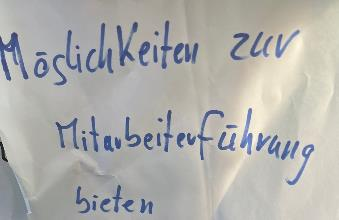 Möglichkeiten zur
Mitarbeiterführung
bieten